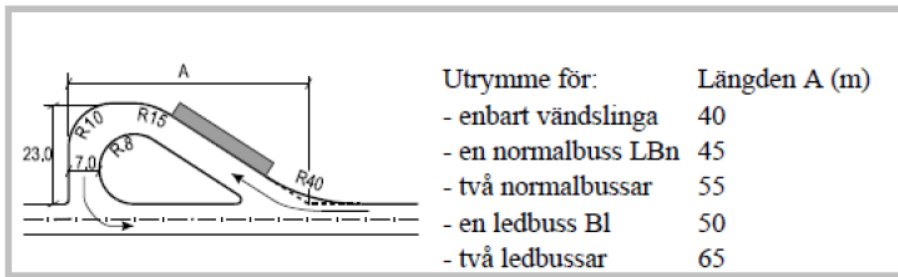 A
R10
R15
R.8
23,0
7,0
R40
Utrymme för: Längden A (m)
- enbart vändslinga 40
- en normalbuss LBn 45
- två normalbussar 55
- en ledbuss Bl 50
- två ledbussar 65